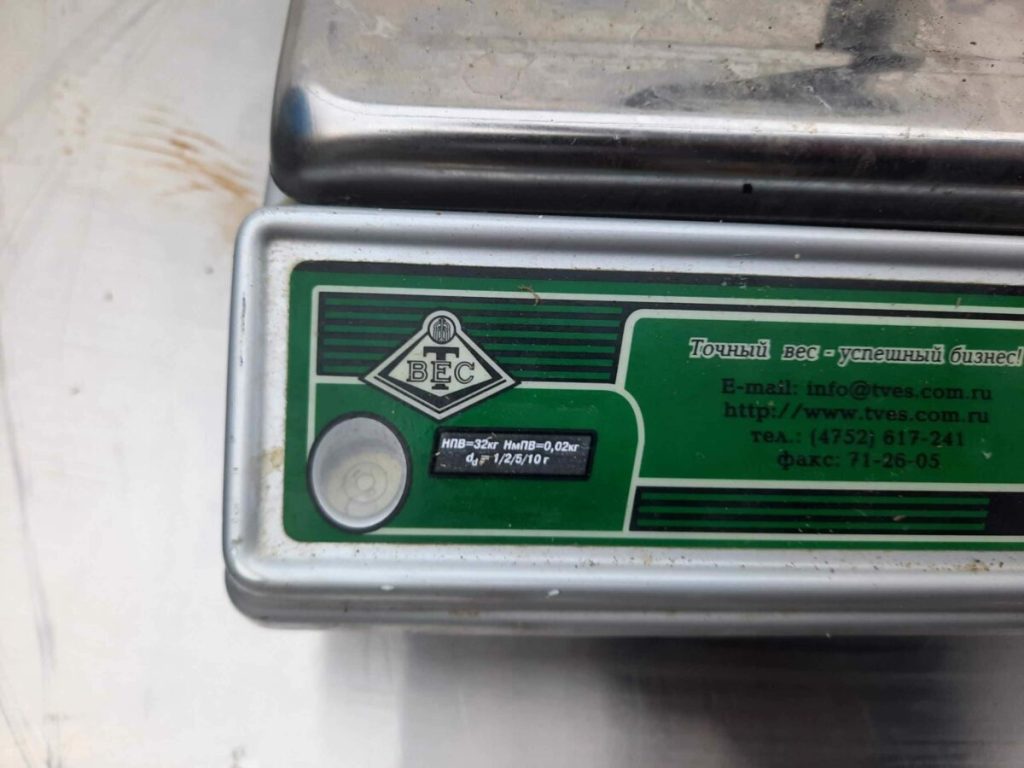 Т
ВЕС
НПВ=32кг НмПВ=0,02кг
dd = 1/2/5/10 г
Точный вес - успешный бизнес!
E-mail: info@tves.com.ru
http://www.tves.com.ru
тел.: (4752) 617-241
факс: 71-26-05